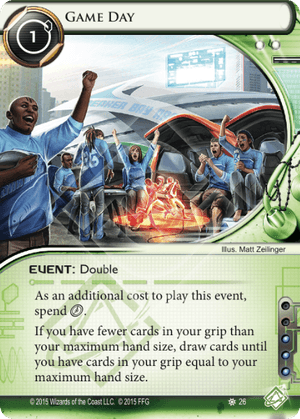 1
GAME DAY
Illus. Matt Zeilinger
EVENT: Double
As an additional cost to play this event,
spend.
If you have fewer cards in your grip than
your maximum hand size, draw cards until
you have cards in your grip equal to your
maximum hand size.
© 2015 Wizards of the Coast LLC. © 2015 FFG
26